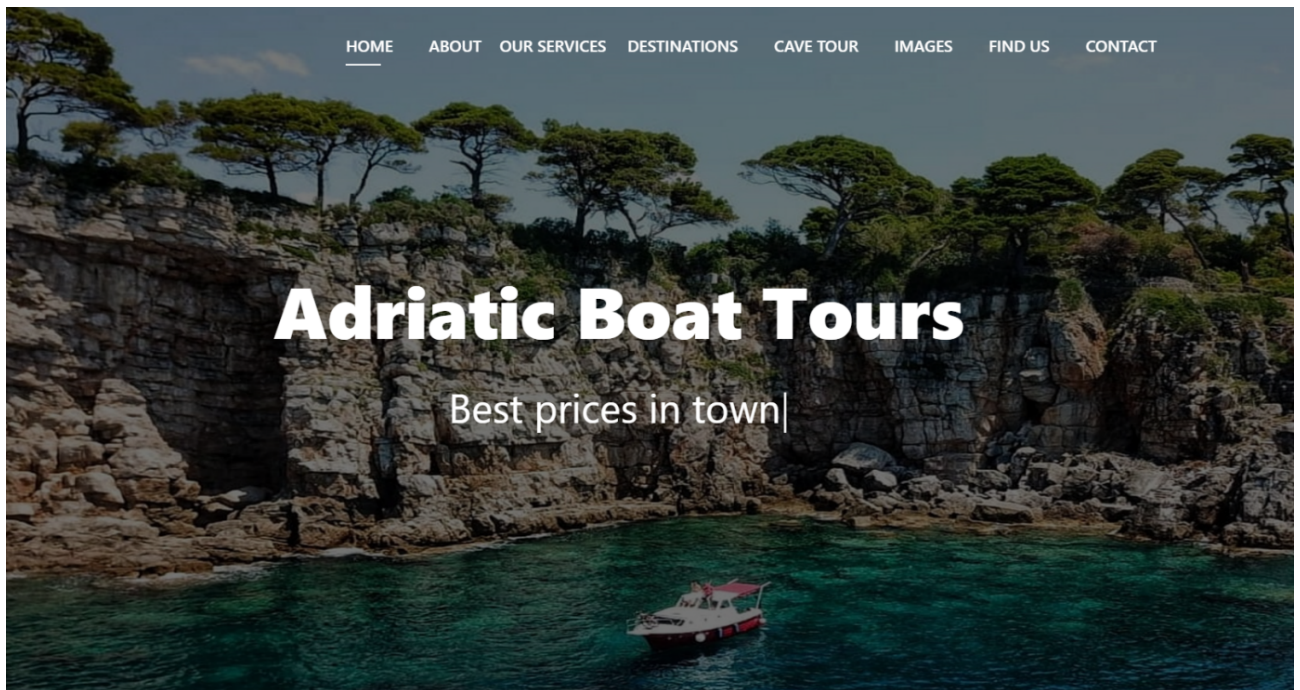 HOME ABOUT OUR SERVICES DESTINATIONS CAVE TOUR IMAGES FIND US CONTACT
Adriatic Boat Tours
Best prices in town|